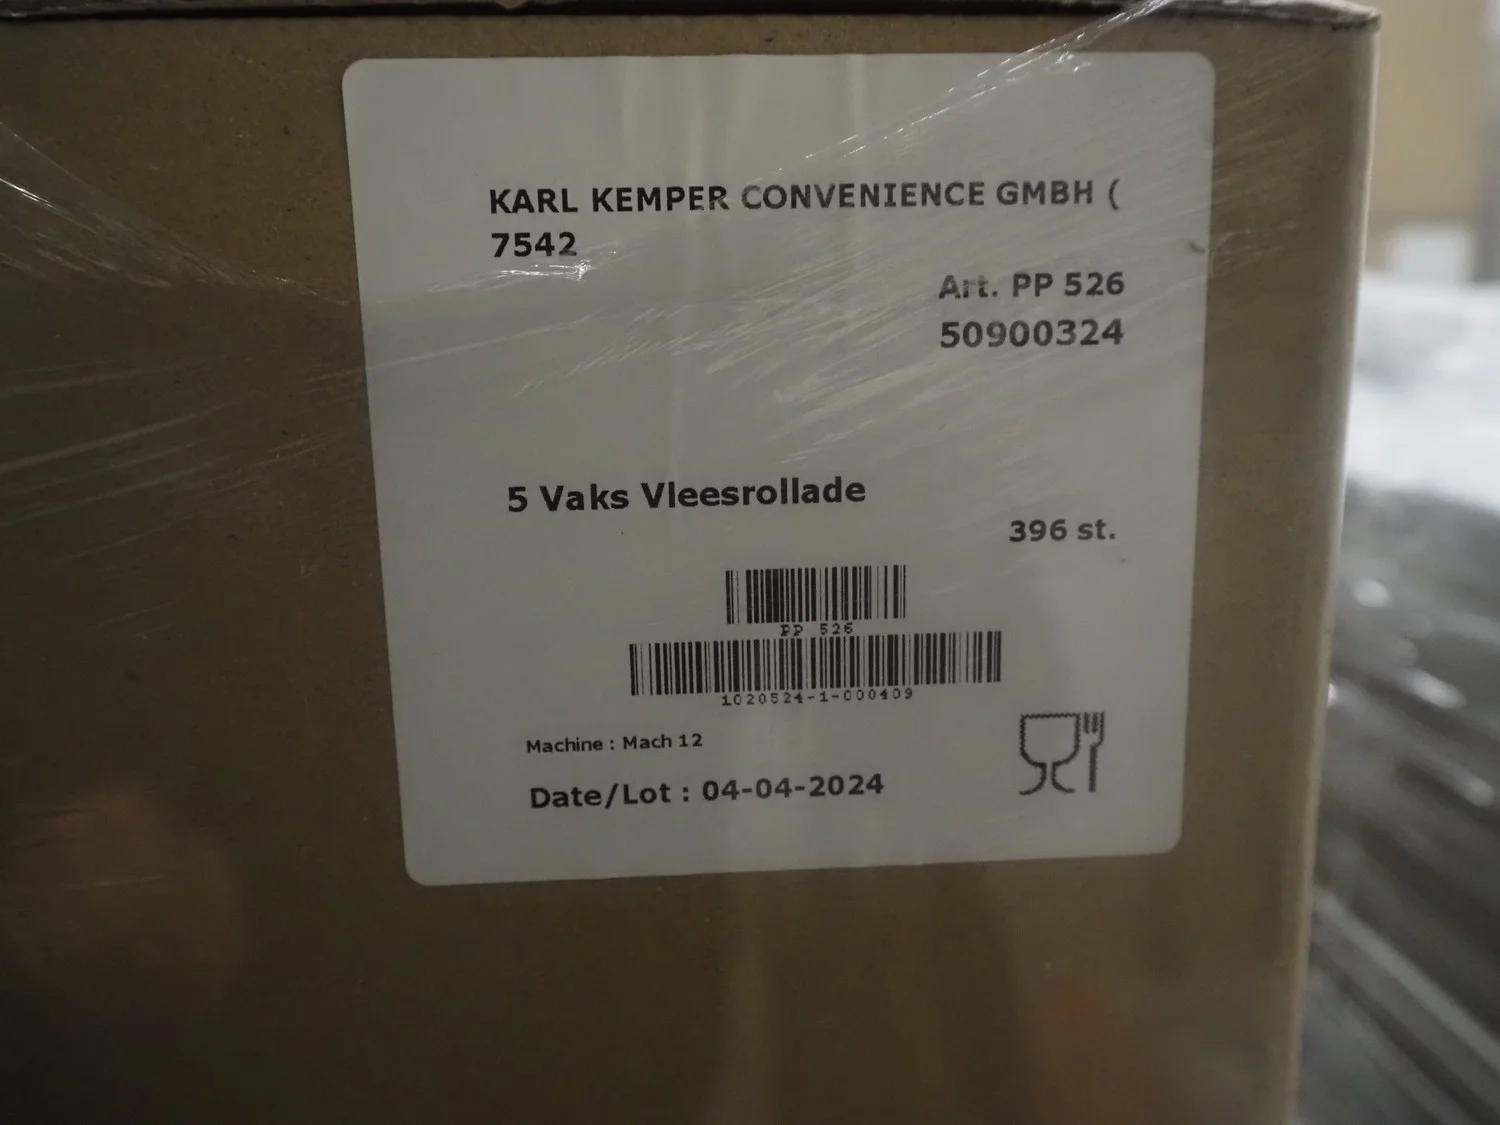 KARL KEMPER CONVENIENCE GMBH (
7542
Art. PP 526
50900324
5 Vaks Vleesrollade
396 st.
PP 526
1020524-1-000409
Machine : Mach 12
Date/Lot : 04-04-2024